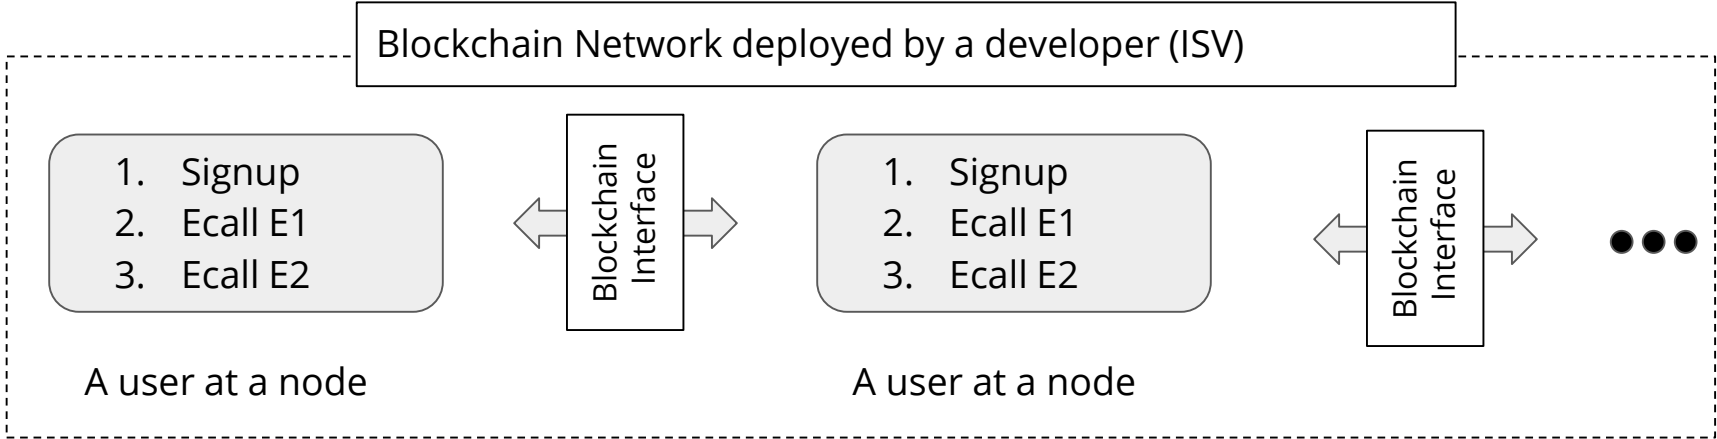 Blockchain Network deployed by a developer (ISV)
1. Signup
2. Ecall E1
3. Ecall E2
A user at a node
Blockchain
Interface
1. Signup
2. Ecall E1
3. Ecall E2
A user at a node
Blockchain
Interface